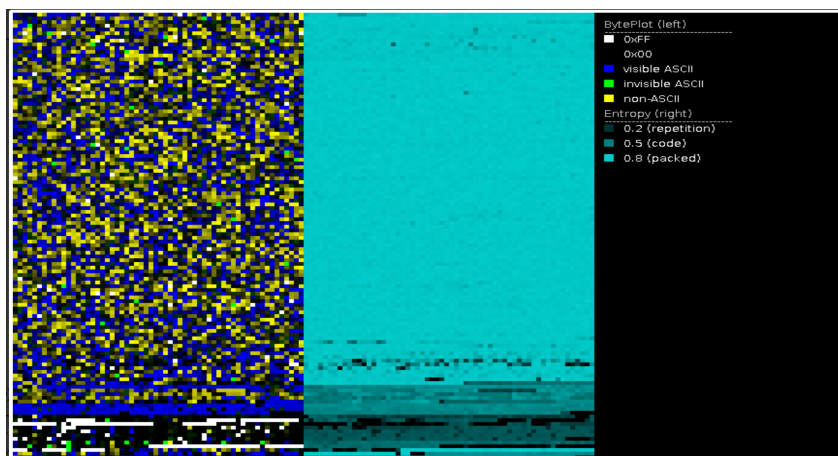 BytePlot (left)
0xFF
0x00
visible ASCII
invisible ASCII
non-ASCII
Entropy (right)
0.2 (repetition)
0.5 (code)
0.8 (packed)